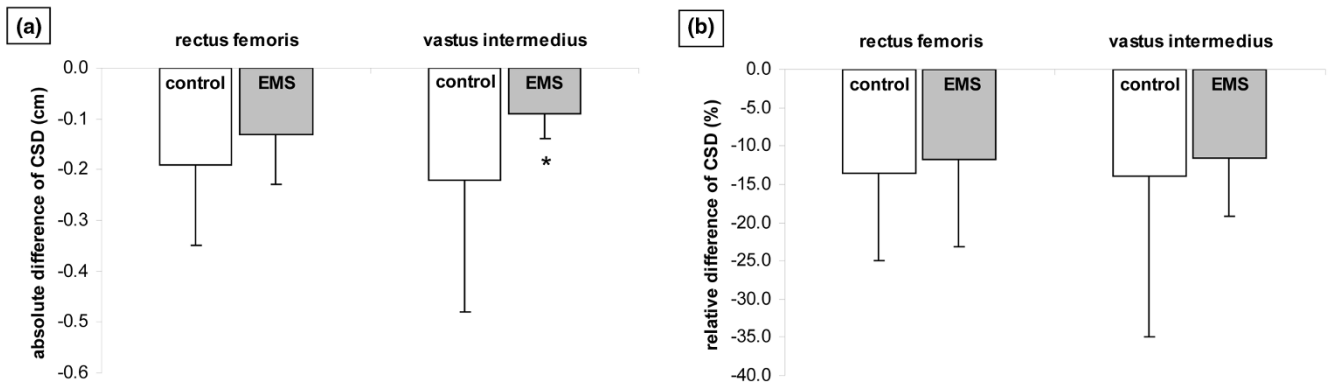 (a)
rectus femoris vastus intermedius
0.0
-0.1
-0.2
-0.3
-0.4
-0.5
-0.6
absolute difference of CSD (cm)
control EMS control EMS
*
(b)
rectus femoris vastus intermedius
0.0
-5.0
-10.0
-15.0
-20.0
-25.0
-30.0
-35.0
-40.0
relative difference of CSD (%)
control EMS control EMS